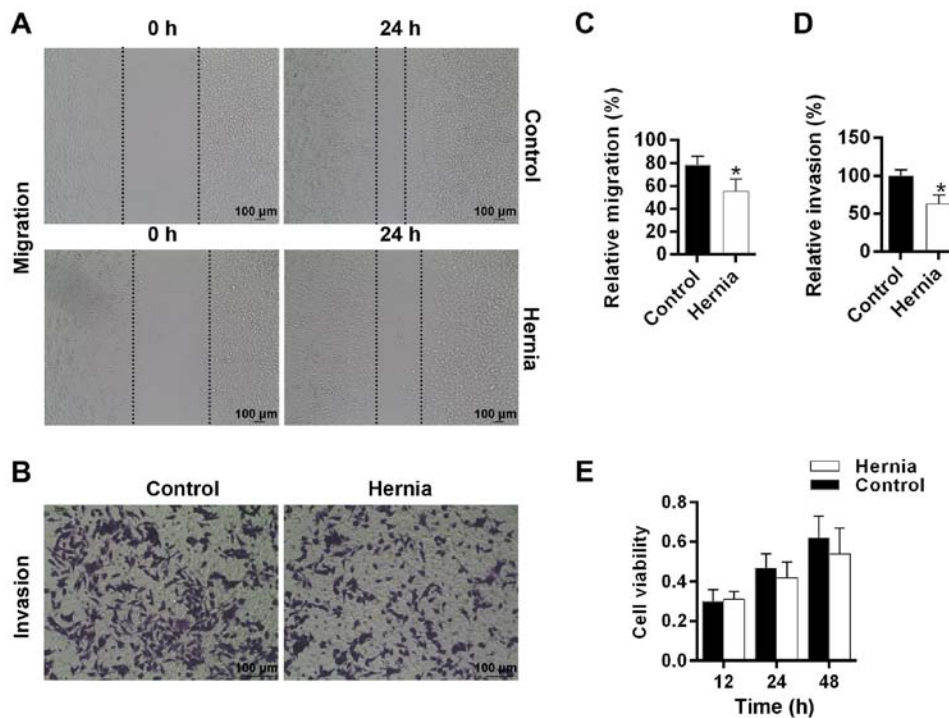 A
0 h
24 h
Migration
100 µm
100 µm
Control
0 h
24 h
100 µm
100 µm
Hernia
B
Control
Hernia
Invasion
100 µm
100 µm
C
Relative migration (%)
100
80
60
40
20
0
*
Control
Hernia
D
Relative invasion (%)
150
100
50
0
*
Control
Hernia
E
Hernia
Control
Cell viability
0.8
0.6
0.4
0.2
0.0
12 24 48
Time (h)